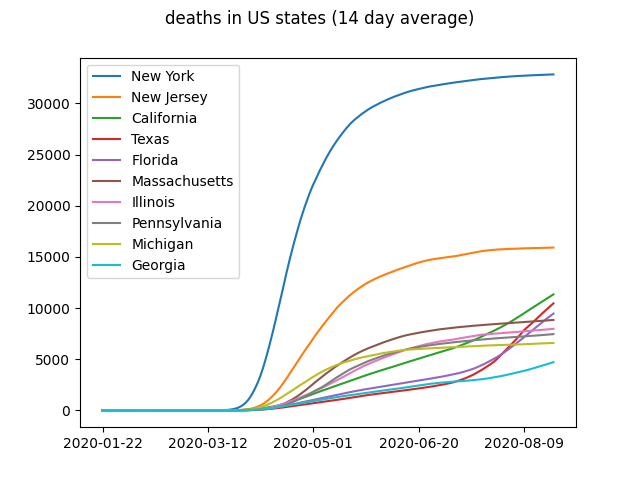 deaths in US states (14 day average)
New York
New Jersey
California
Texas
Florida
Massachusetts
Illinois
Pennsylvania
Michigan
Georgia
30000
25000
20000
15000
10000
5000
0
2020-01-22 2020-03-12 2020-05-01 2020-06-20 2020-08-09